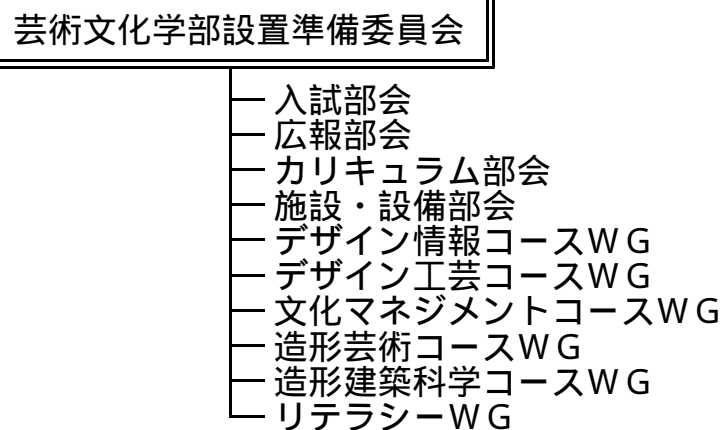 芸術文化学部設置準備委員会
入試部会
広報部会
カリキュラム部会
施設・設備部会
デザイン情報コースＷＧ
デザイン工芸コースＷＧ
文化マネジメントコースＷＧ
造形芸術コースＷＧ
造形建築科学コースＷＧ
リテラシーＷＧ